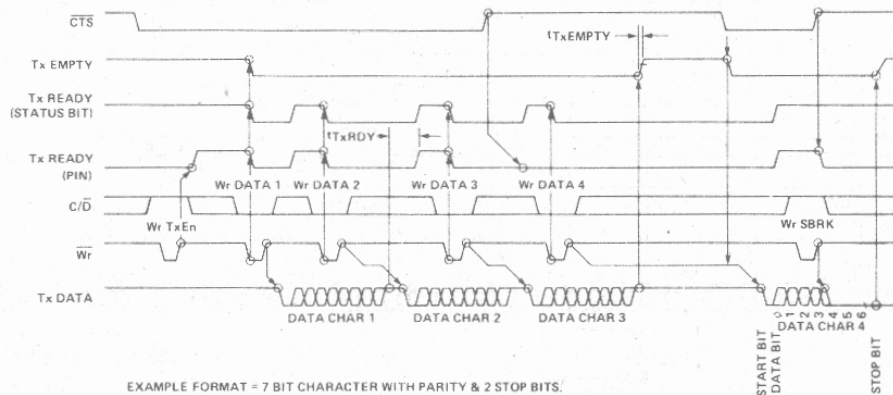 CTS
tTxEMPTY
Tx EMPTY
Tx READY
(STATUS BIT)
tTxRDY
Tx READY
(PIN)
Wr DATA 1
Wr DATA 2
Wr DATA 3
Wr DATA 4
C/D
Wr TxEn
Wr SBRK
Wr
Tx DATA
DATA CHAR 1
DATA CHAR 2
DATA CHAR 3
DATA CHAR 4
START BIT
DATA BIT
0 1 2 3 4 5 6
STOP BIT
EXAMPLE FORMAT = 7 BIT CHARACTER WITH PARITY & 2 STOP BITS.